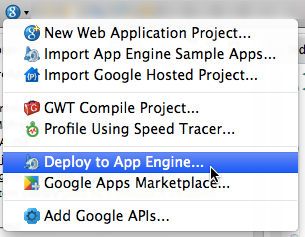 New Web Application Project...
Import App Engine Sample Apps...
Import Google Hosted Project...
GWT Compile Project...
Profile Using Speed Tracer...
Deploy to App Engine...
Google Apps Marketplace...
Add Google APIs...